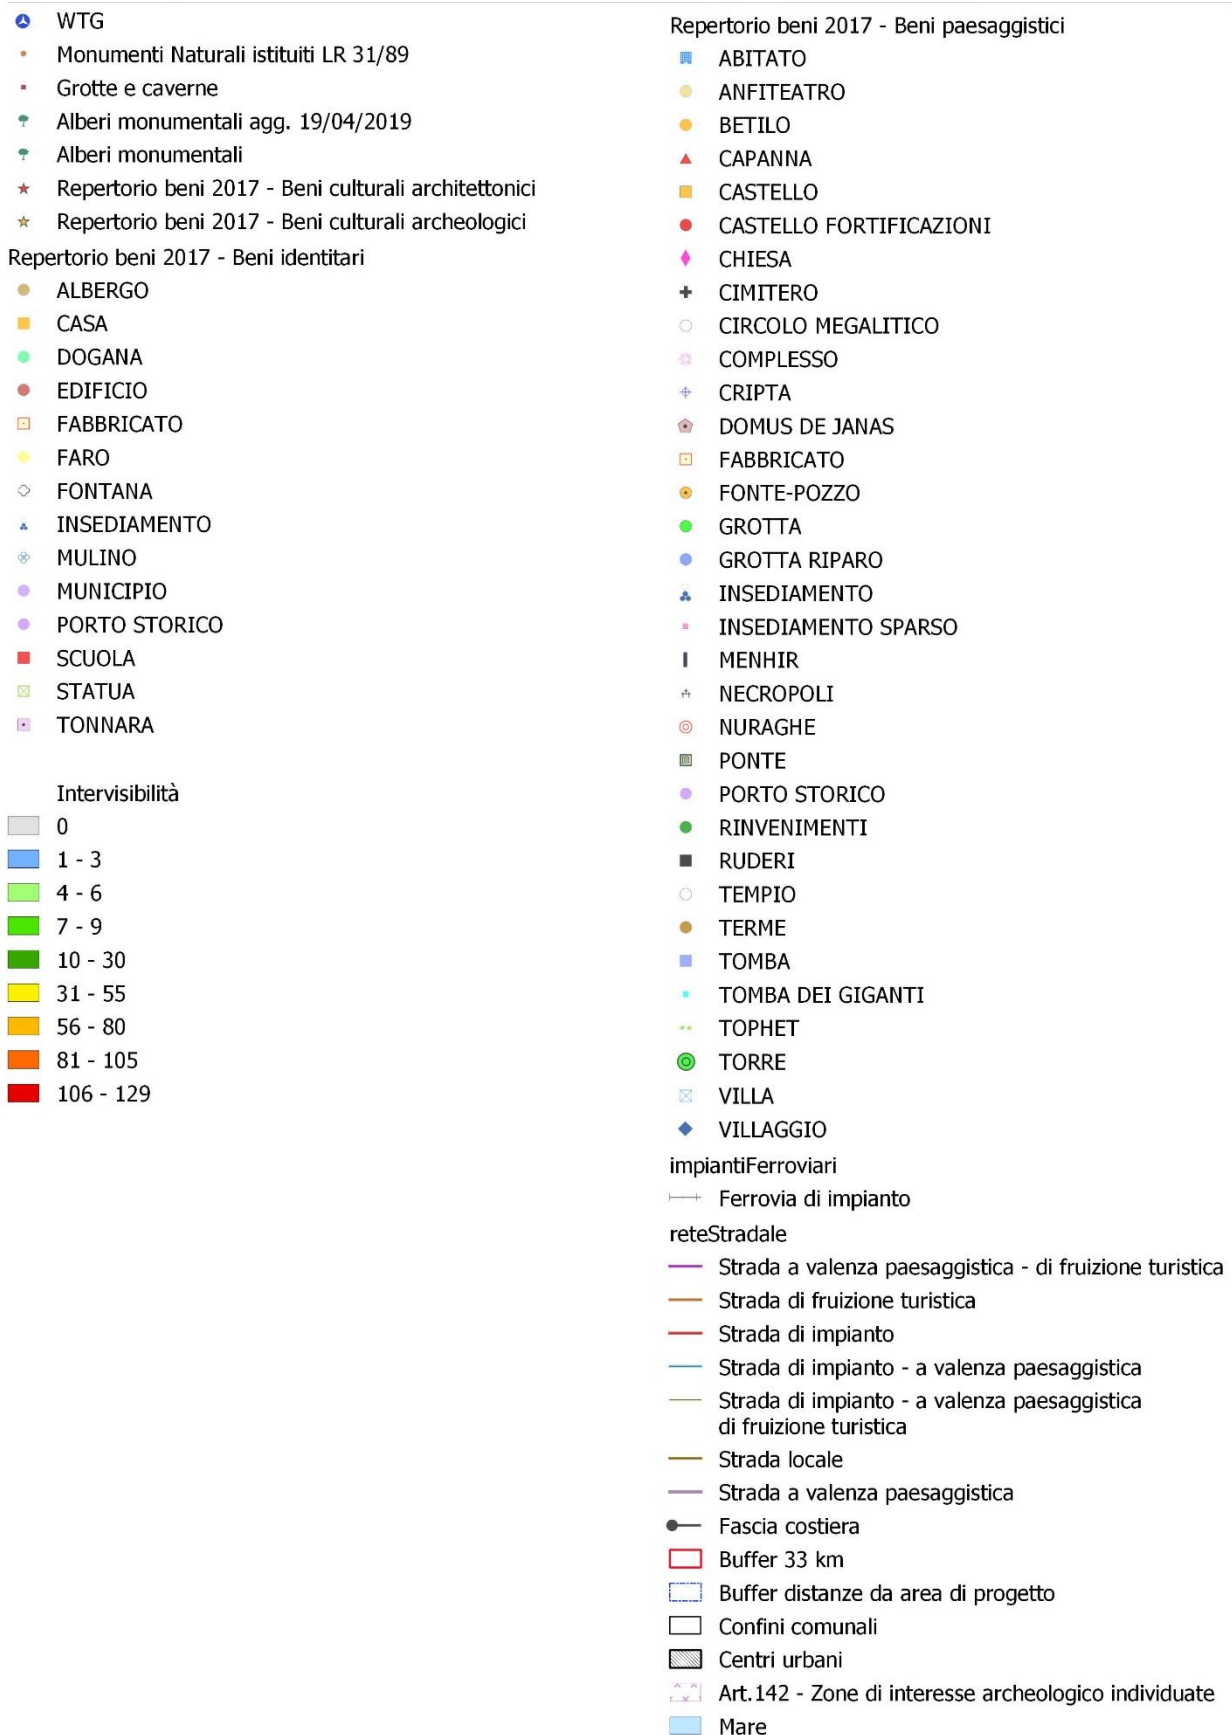 WTG
Monumenti Naturali istituiti LR 31/89
Grotte e caverne
Alberi monumentali agg. 19/04/2019
Alberi monumentali
Repertorio beni 2017 - Beni culturali architettonici
Repertorio beni 2017 - Beni culturali archeologici
Repertorio beni 2017 - Beni identitari
ALBERGO
CASA
DOGANA
EDIFICIO
FABBRICATO
FARO
FONTANA
INSEDIAMENTO
MULINO
MUNICIPIO
PORTO STORICO
SCUOLA
STATUA
TONNARA
Intervisibilità
0
1 - 3
4 - 6
7 - 9
10 - 30
31 - 55
56 - 80
81 - 105
106 - 129
Repertorio beni 2017 - Beni paesaggistici
ABITATO
ANFITEATRO
BETILO
CAPANNA
CASTELLO
CASTELLO FORTIFICAZIONI
CHIESA
CIMITERO
CIRCOLO MEGALITICO
COMPLESSO
CRIPTA
DOMUS DE JANAS
FABBRICATO
FONTE-POZZO
GROTTA
GROTTA RIPARO
INSEDIAMENTO
INSEDIAMENTO SPARSO
MENHIR
NECROPOLI
NURAGHE
PONTE
PORTO STORICO
RINVENIMENTI
RUDERI
TEMPIO
TERME
TOMBA
TOMBA DEI GIGANTI
TOPHET
TORRE
VILLA
VILLAGGIO
impiantiFerroviari
Ferrovia di impianto
reteStradale
Strada a valenza paesaggistica - di fruizione turistica
Strada di fruizione turistica
Strada di impianto
Strada di impianto - a valenza paesaggistica
Strada di impianto - a valenza paesaggistica
di fruizione turistica
Strada locale
Strada a valenza paesaggistica
Fascia costiera
Buffer 33 km
Buffer distanze da area di progetto
Confini comunali
Centri urbani
Art.142 - Zone di interesse archeologico individuate
Mare